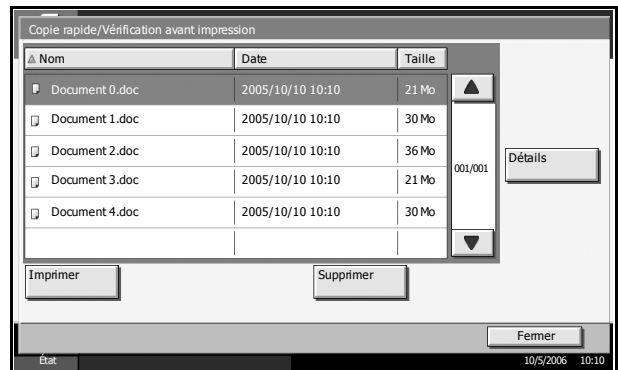 Copie rapide/Vérification avant impression
Nom Date Taille
Document 0.doc 2005/10/10 10:10 21 Mo
Document 1.doc 2005/10/10 10:10 30 Mo
Document 2.doc 2005/10/10 10:10 36 Mo
001/001 Détails
Document 3.doc 2005/10/10 10:10 21 Mo
Document 4.doc 2005/10/10 10:10 30 Mo
Imprimer Supprimer
Fermer
État 10/5/2006 10:10